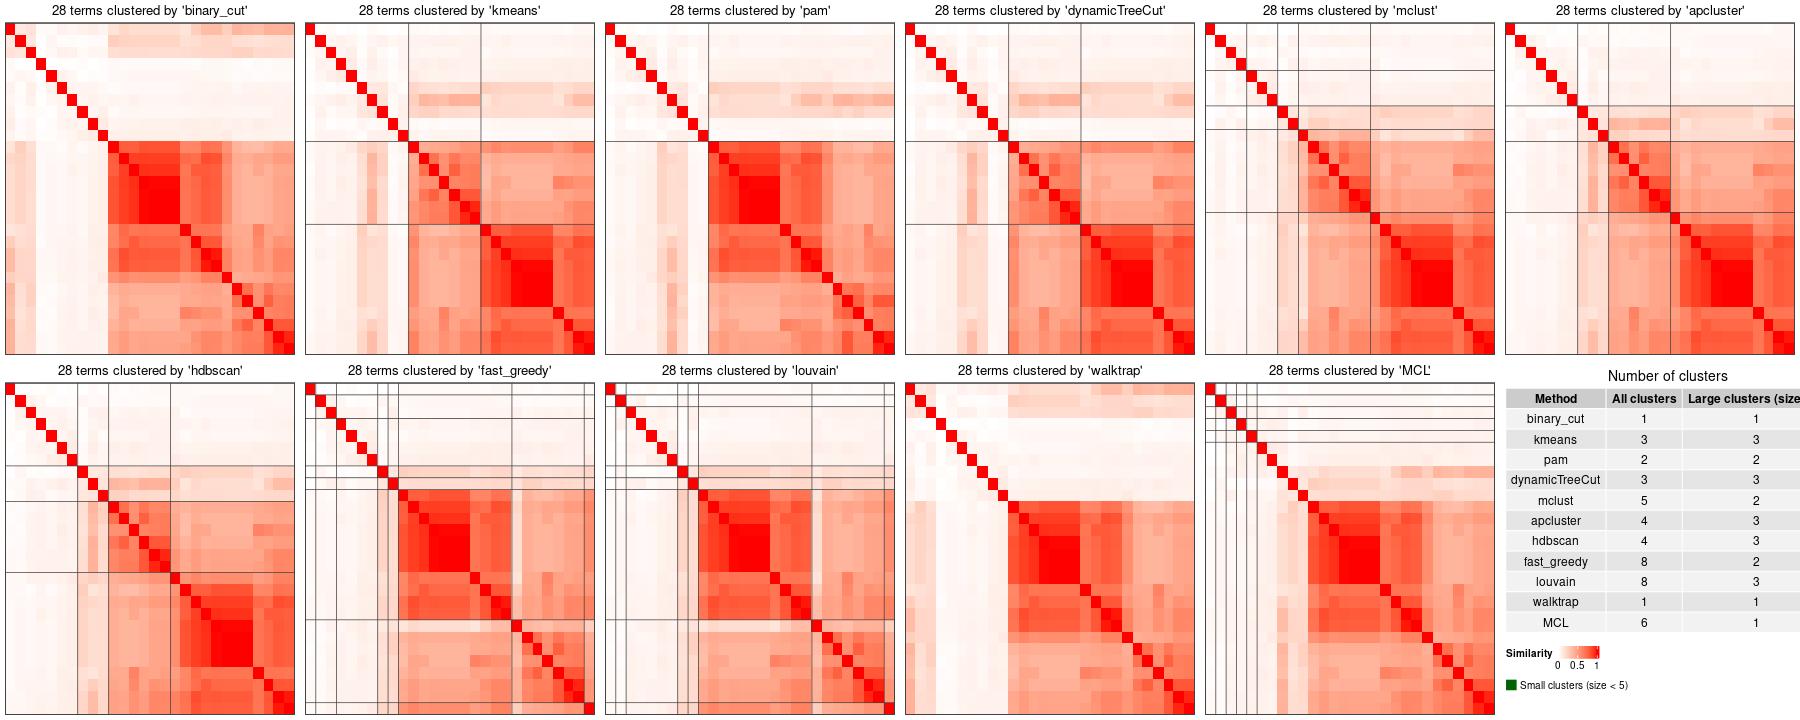 28 terms clustered by 'binary_cut'
28 terms clustered by 'kmeans'
28 terms clustered by 'pam'
28 terms clustered by 'dynamicTreeCut'
28 terms clustered by 'mclust'
28 terms clustered by 'apcluster'
28 terms clustered by 'hdbscan'
28 terms clustered by 'fast_greedy'
28 terms clustered by 'louvain'
28 terms clustered by 'walktrap'
28 terms clustered by 'MCL'
Number of clusters
Method All clusters Large clusters (size
binary_cut 1 1
kmeans 3 3
pam 2 2
dynamicTreeCut 3 3
mclust 5 2
apcluster 4 3
hdbscan 4 3
fast_greedy 8 2
louvain 8 3
walktrap 1 1
MCL 6 1
Similarity
0 0.5 1
Small clusters (size < 5)